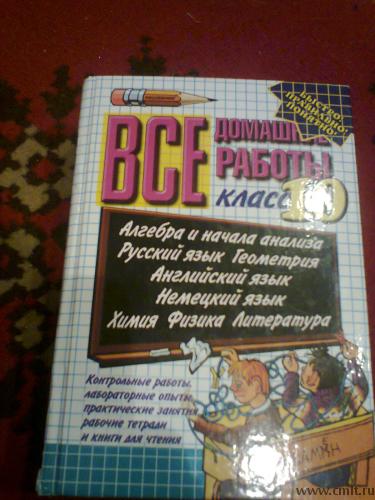 БЫСТРО!
ПРАВИЛЬНО!
ПОНЯТНО!
ВСЕ ДОМАШНИЕ
РАБОТЫ
класс 10
Алгебра и начала анализа
Русский язык Геометрия
Английский язык
Немецкий язык
Химия Физика Литература
Контрольные работы,
лабораторные опыты,
практические занятия,
рабочие тетради
и книги для чтения
www.cmlt.ru